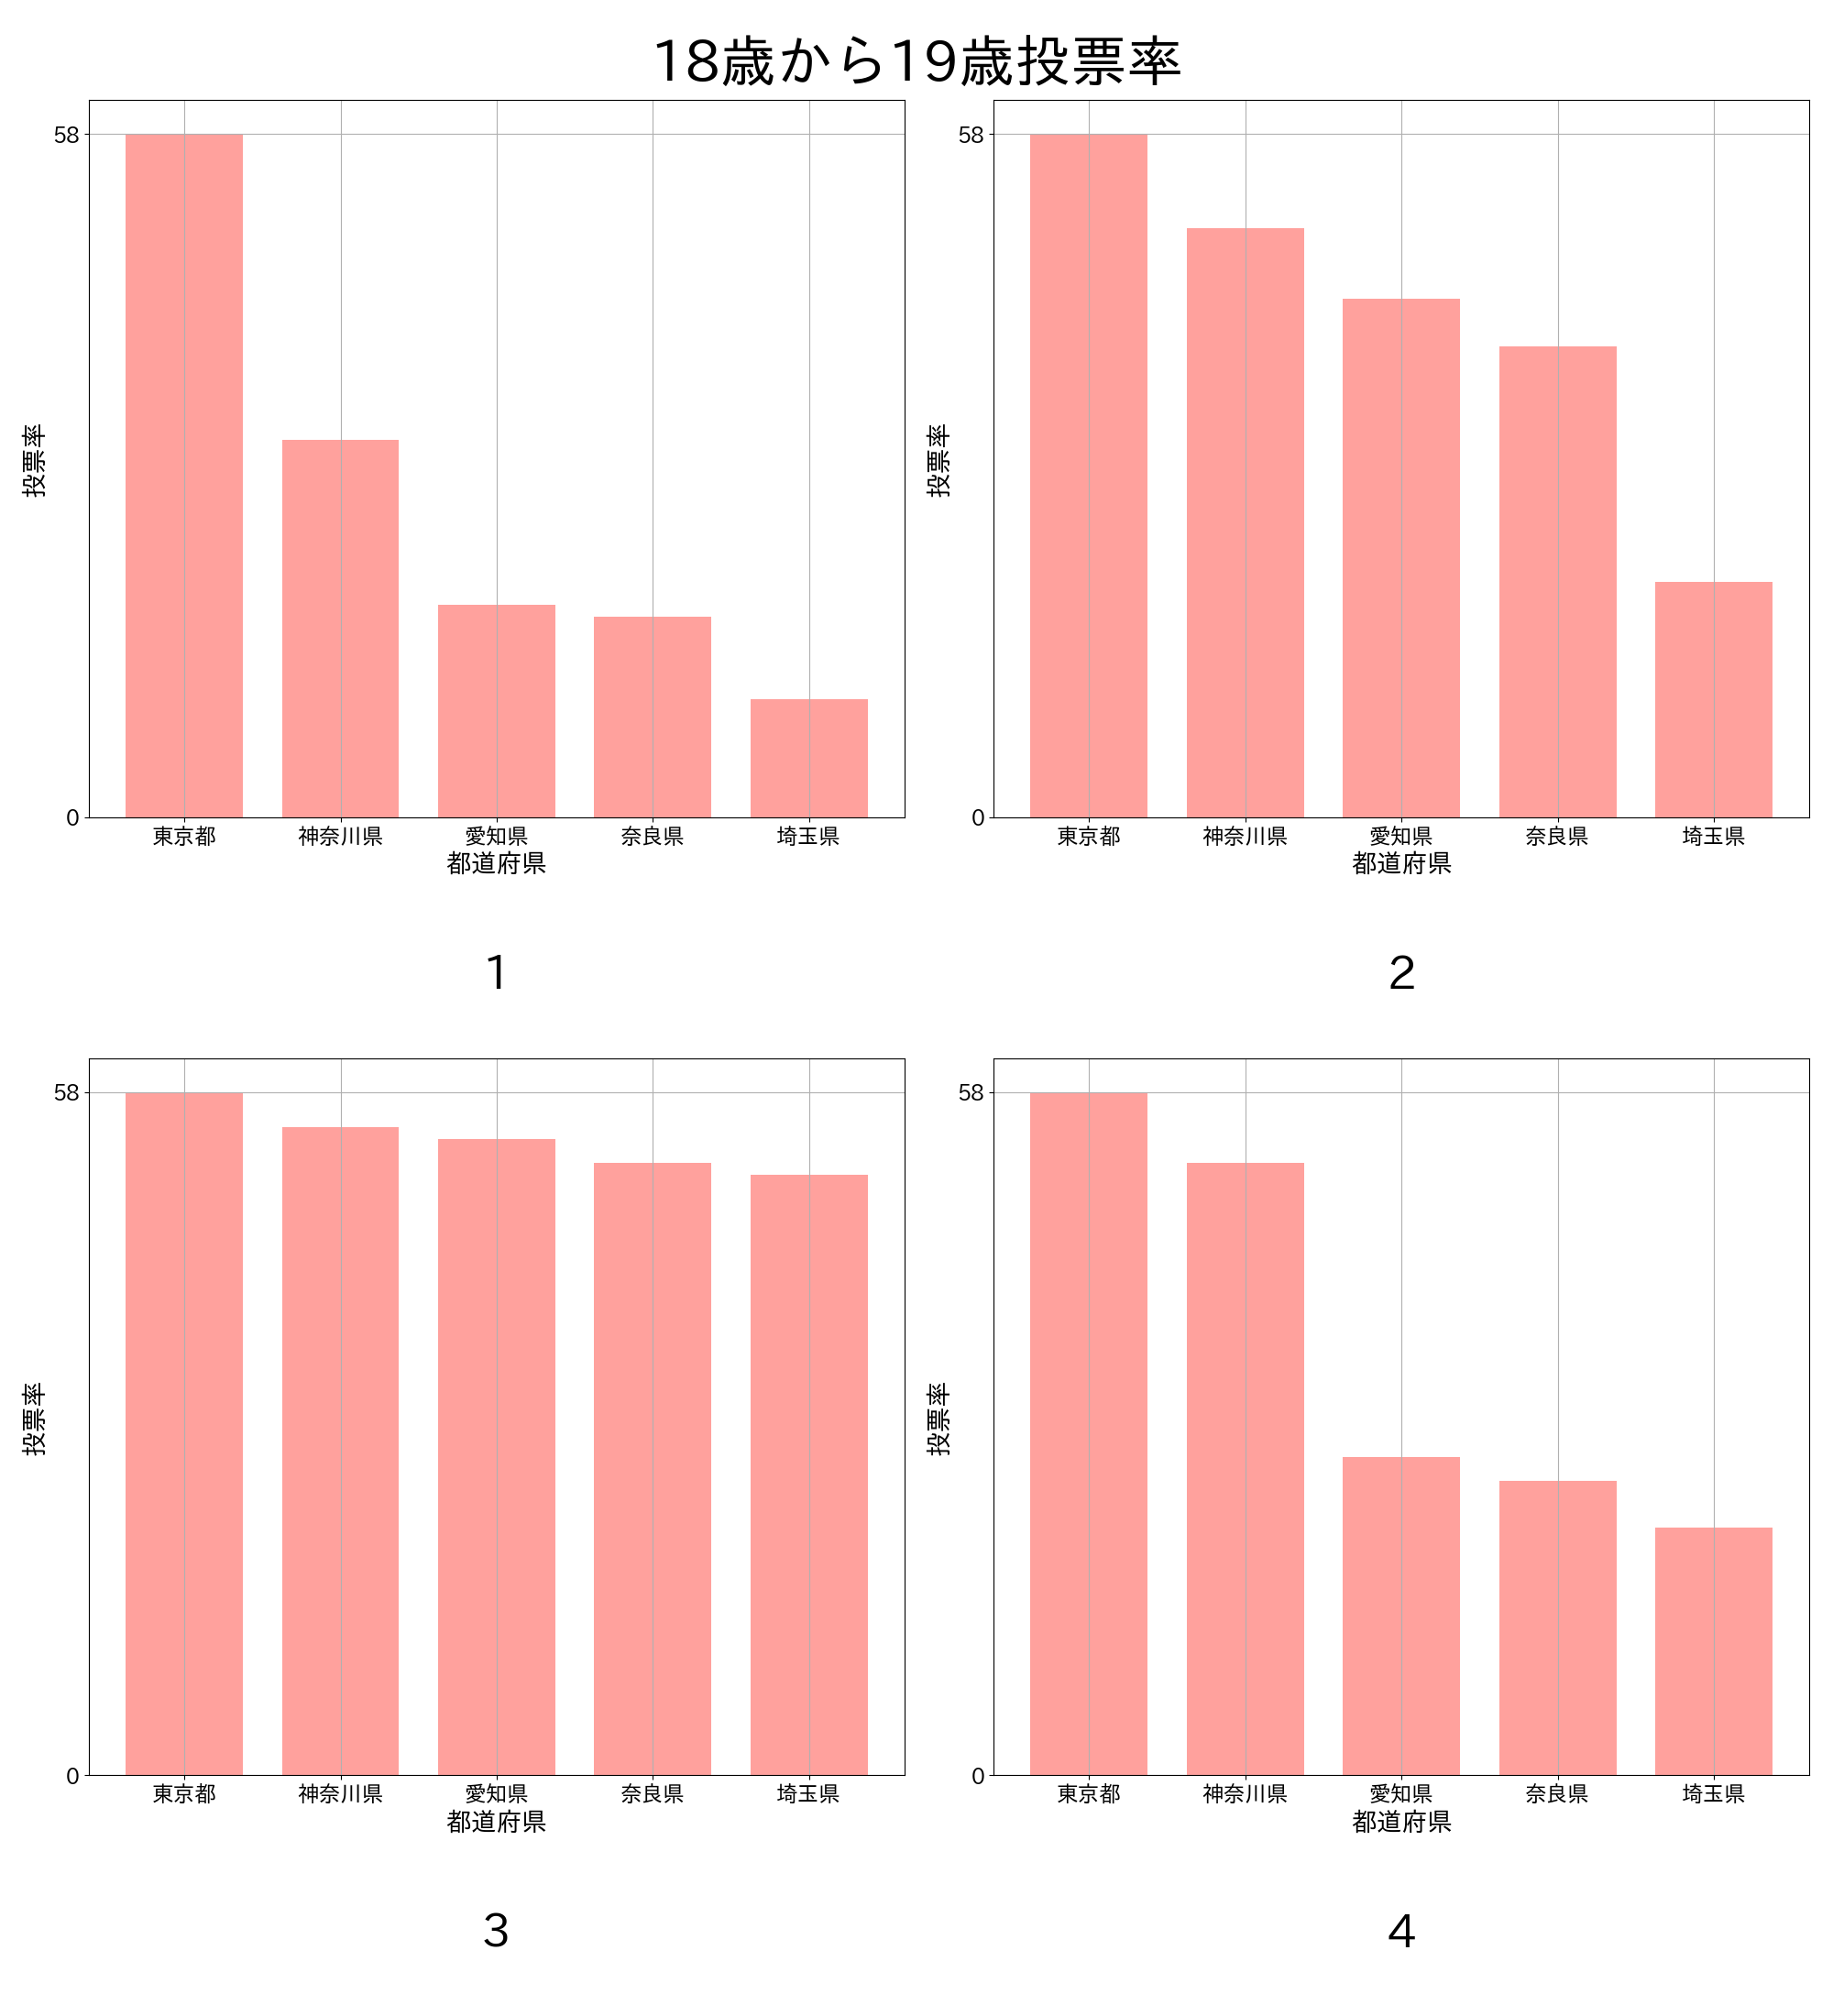 18歳から19歳投票率
58
0
投票率
東京都 神奈川県 愛知県 奈良県 埼玉県
都道府県
1
58
0
投票率
東京都 神奈川県 愛知県 奈良県 埼玉県
都道府県
2
58
0
投票率
東京都 神奈川県 愛知県 奈良県 埼玉県
都道府県
3
58
0
投票率
東京都 神奈川県 愛知県 奈良県 埼玉県
都道府県
4